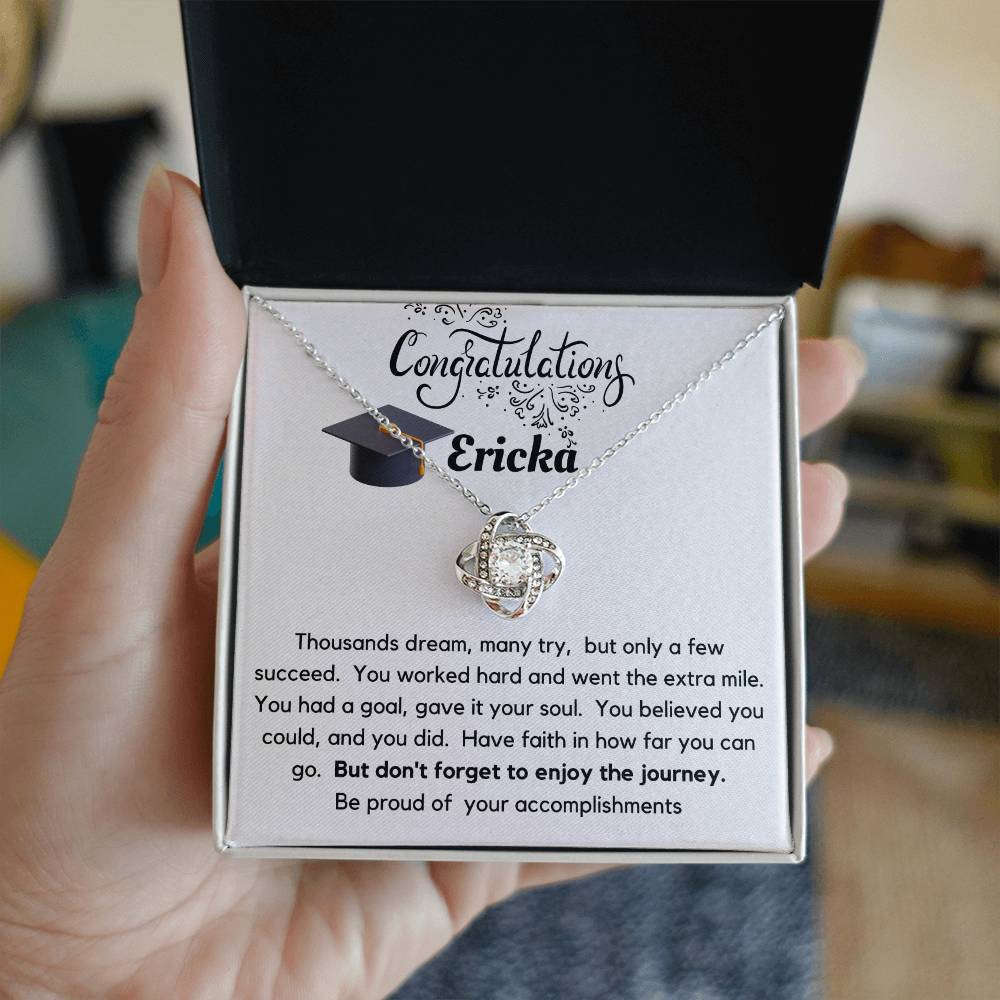 Congratulations
Ericka
Thousands dream, many try,  but only a few
succeed.  You worked hard and went the extra mile.
You had a goal, gave it your soul.  You believed you
could, and you did.  Have faith in how far you can
go.  But don't forget to enjoy the journey.
Be proud of  your accomplishments